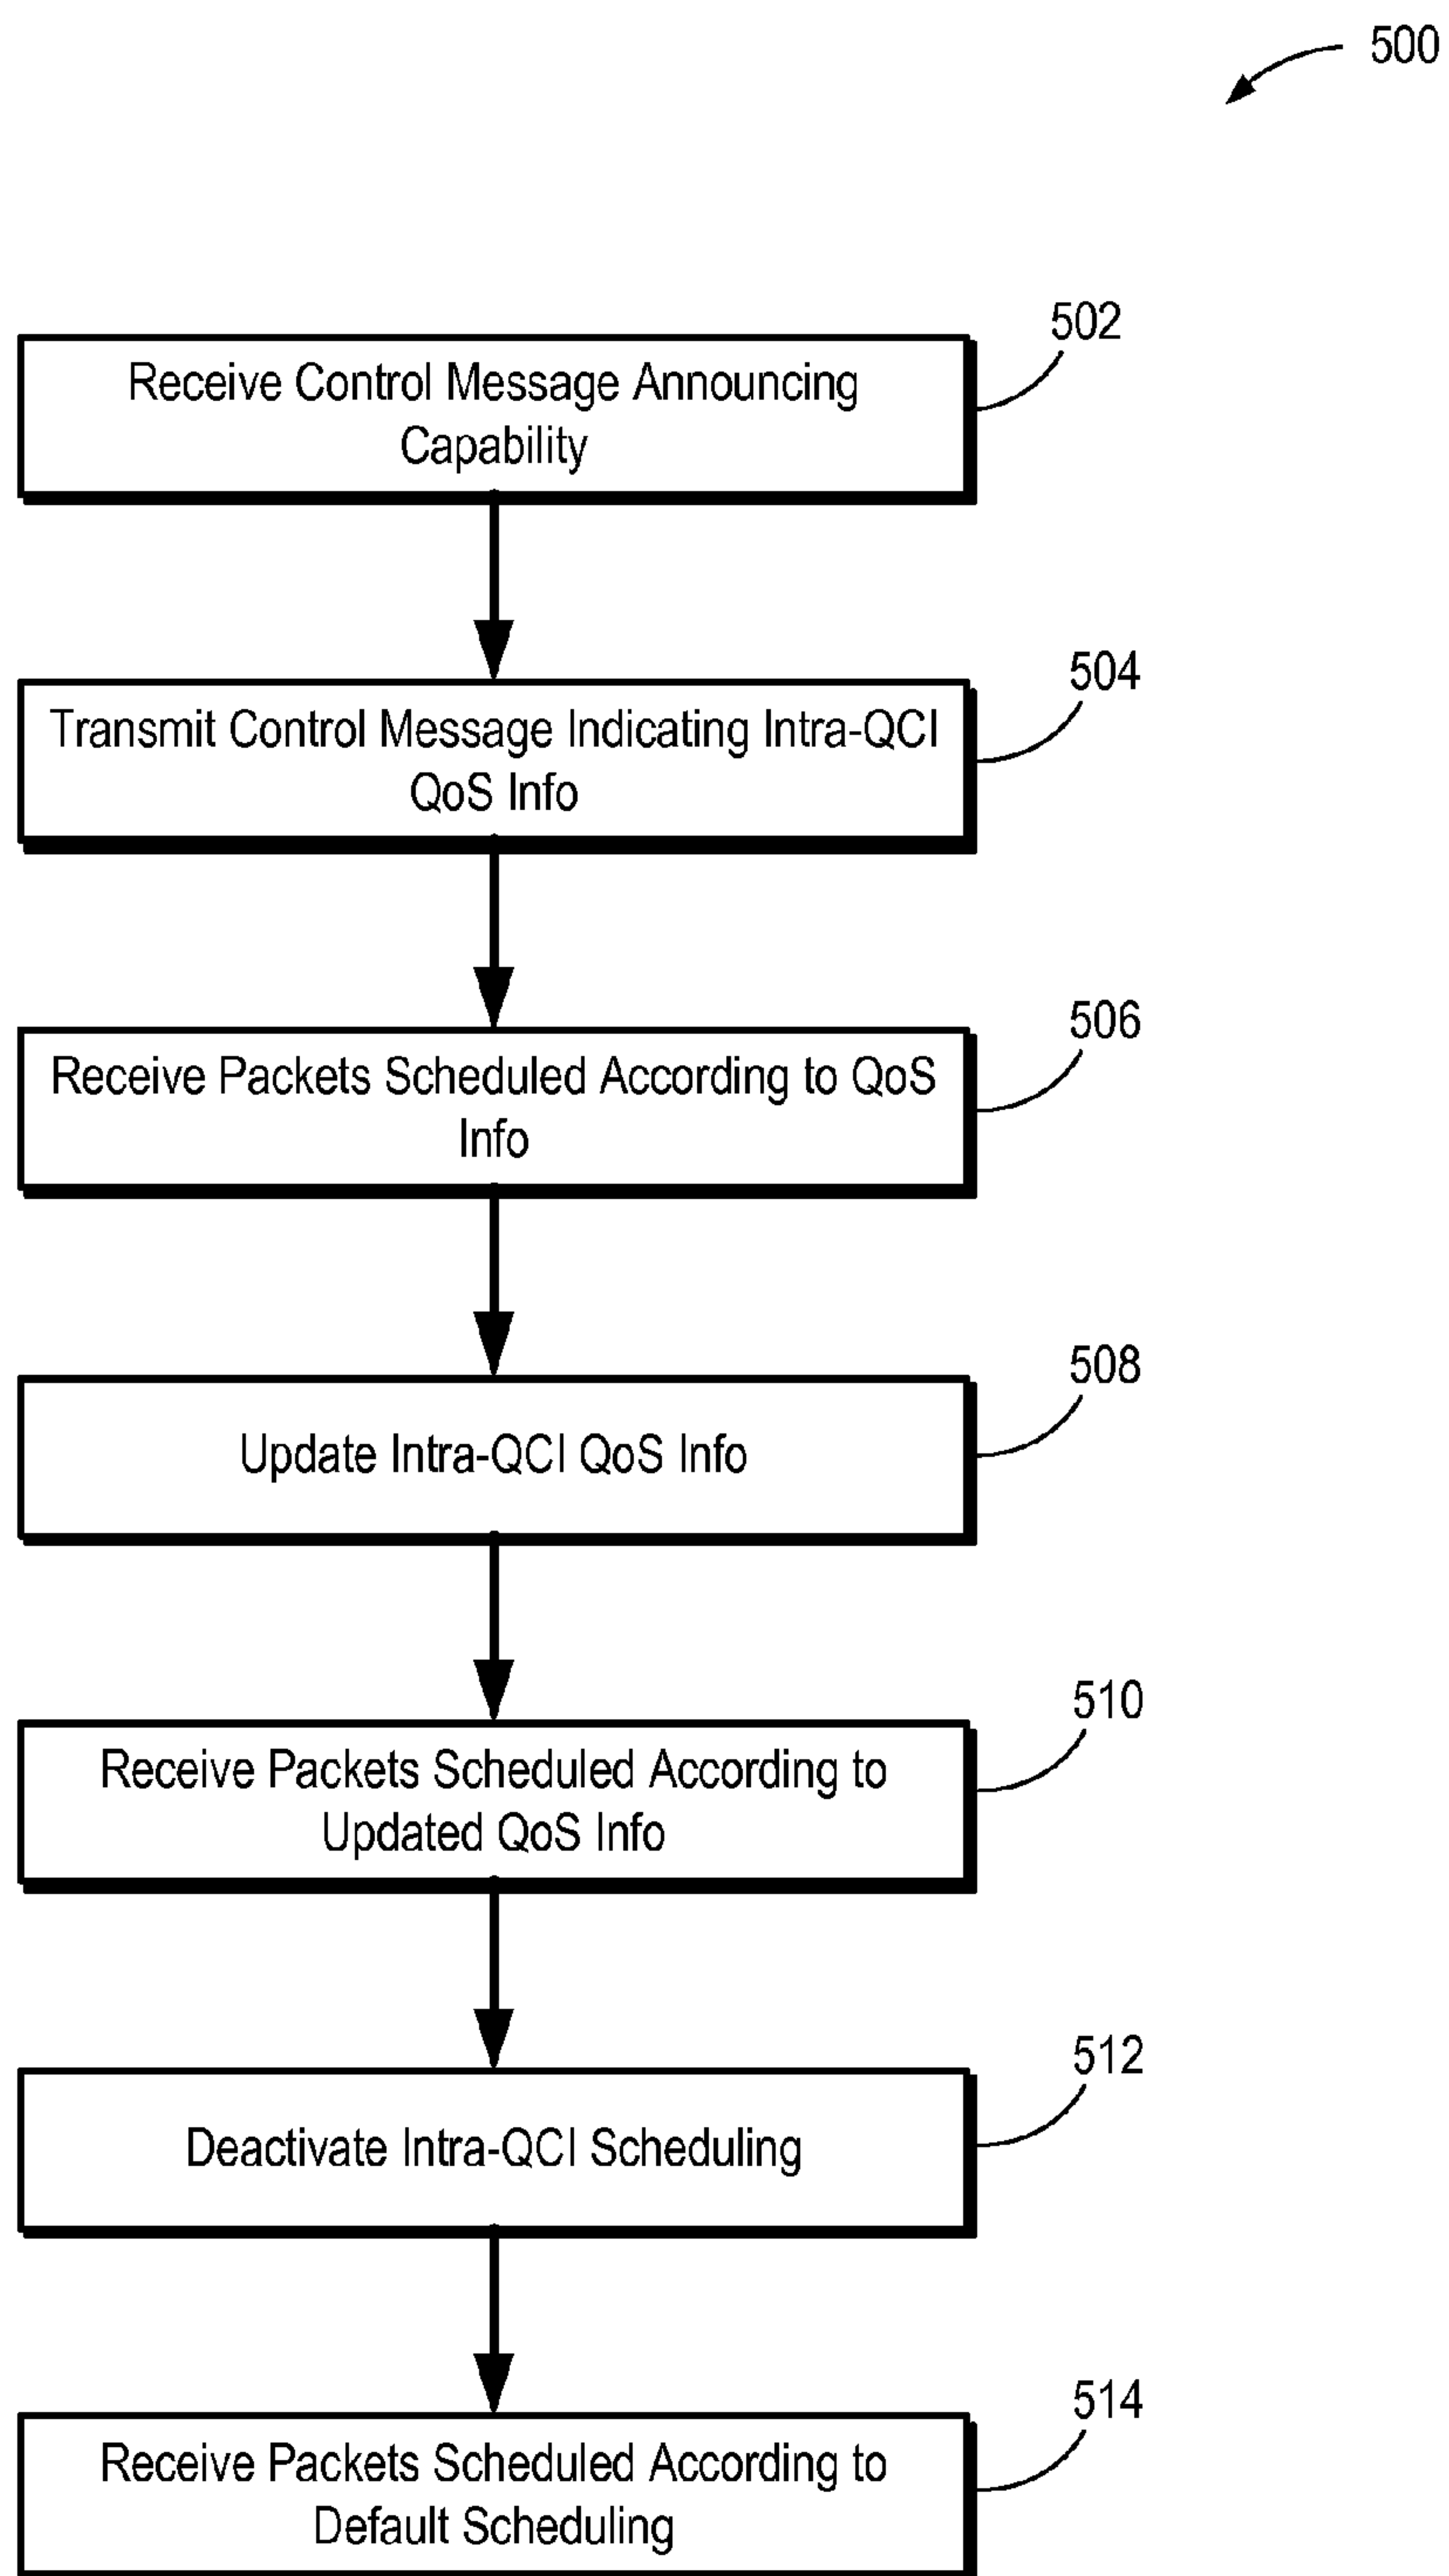 500
502
Receive Control Message Announcing
Capability
504
Transmit Control Message Indicating Intra-QCI
QoS Info
506
Receive Packets Scheduled According to QoS
Info
508
Update Intra-QCI QoS Info
510
Receive Packets Scheduled According to
Updated QoS Info
512
Deactivate Intra-QCI Scheduling
514
Receive Packets Scheduled According to
Default Scheduling